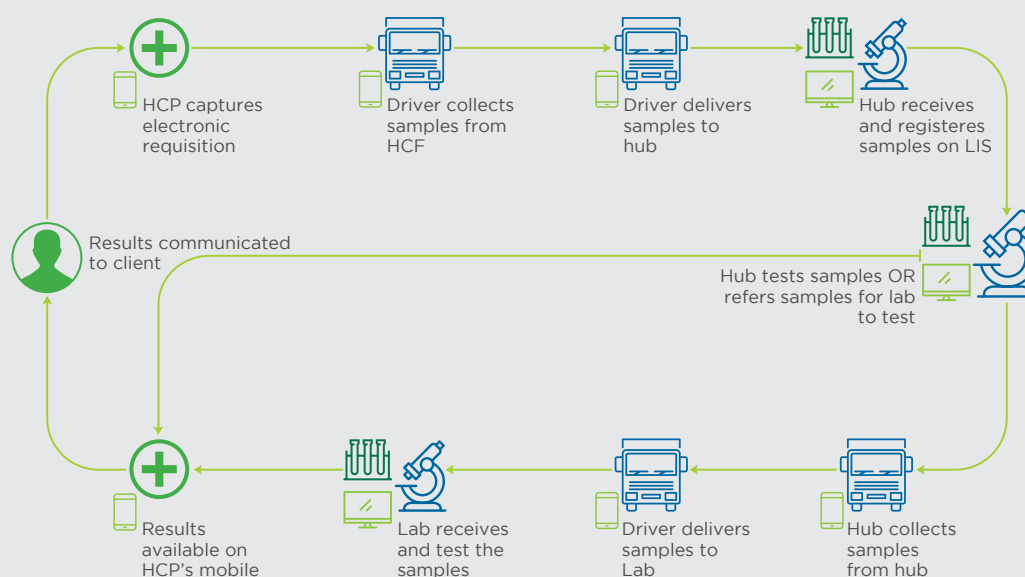 HCP captures
electronic
requisition
Driver collects
samples from
HCF
Driver delivers
samples to
hub
Hub receives
and registeres
samples on LIS
Results communicated
to client
Hub tests samples OR
refers samples for lab
to test
Results
available on
HCP's mobile
Lab receives
and test the
samples
Driver delivers
samples to
Lab
Hub collects
samples
from hub